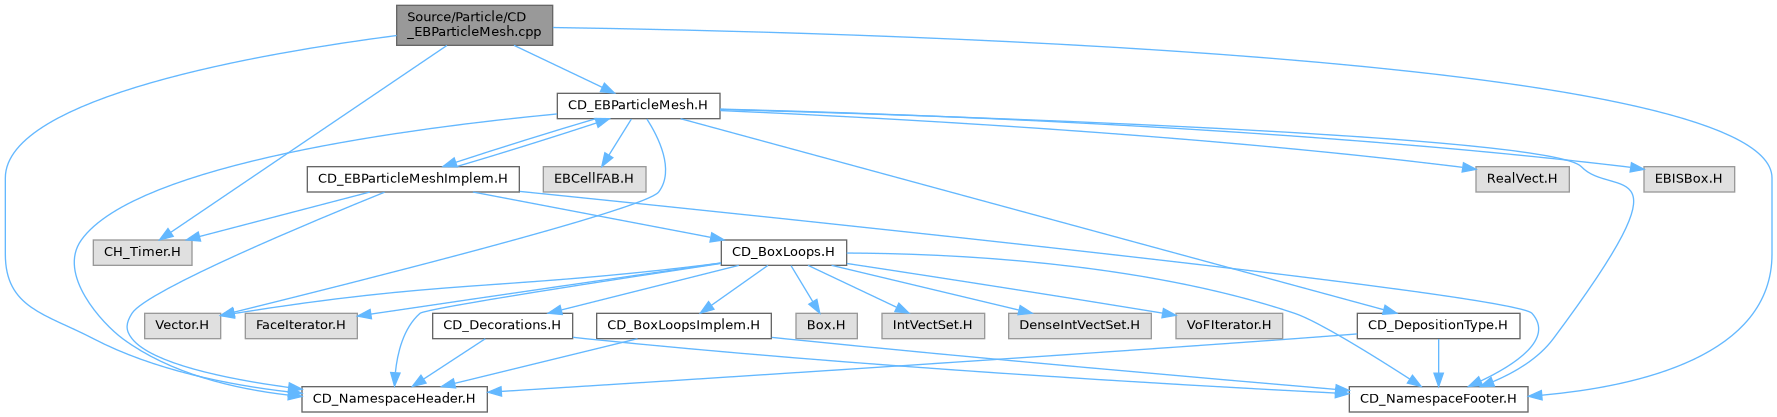 Source/Particle/CD
_EBParticleMesh.cpp
CD_EBParticleMesh.H
CD_EBParticleMeshImplem.H
EBCellFAB.H
RealVect.H
EBISBox.H
CH_Timer.H
CD_BoxLoops.H
Vector.H
FaceIterator.H
CD_Decorations.H
CD_BoxLoopsImplem.H
Box.H
IntVectSet.H
DenseIntVectSet.H
VoFIterator.H
CD_DepositionType.H
CD_NamespaceHeader.H
CD_NamespaceFooter.H